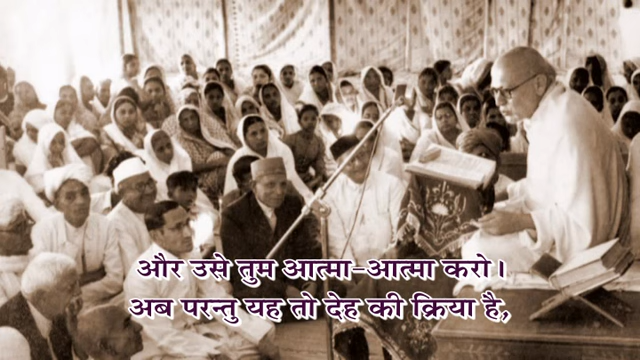 और उसे तुम आत्मा-आत्मा करो।
अब परन्तु यह तो देह की क्रिया है,